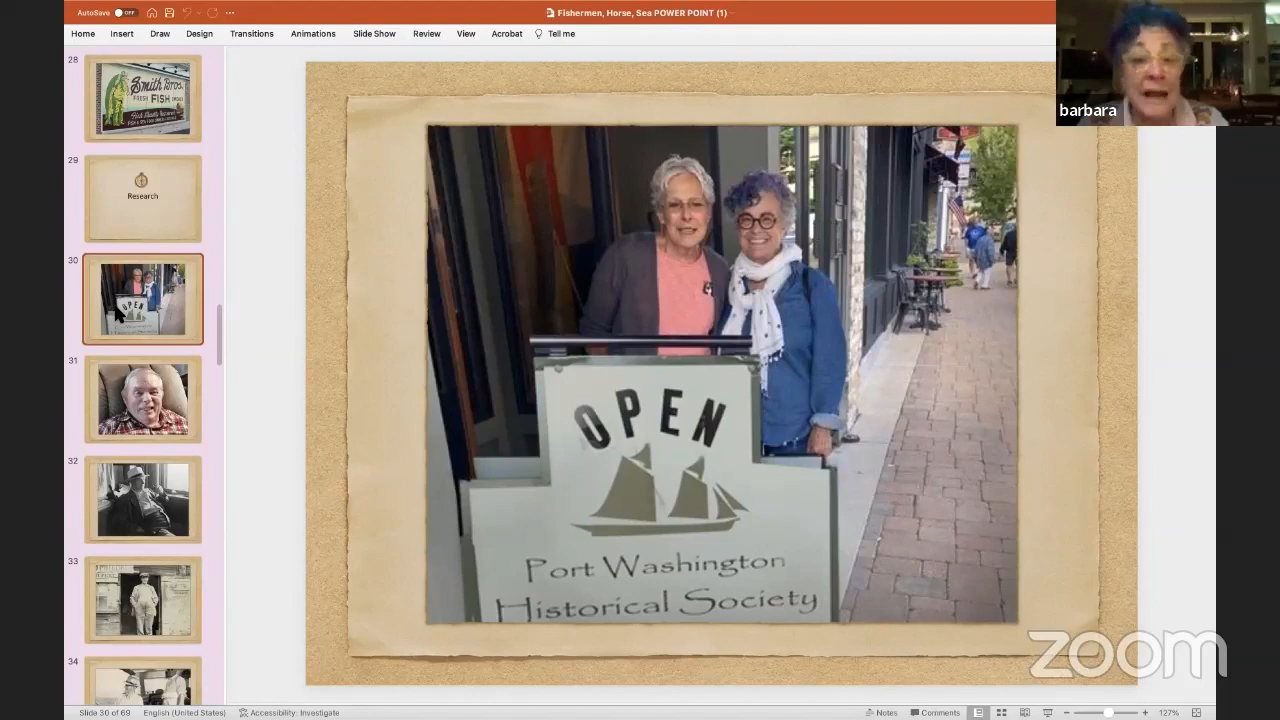 AutoSave OFF
Fishermen, Horse, Sea POWER POINT (1)
Home Insert Draw Design Transitions Animations Slide Show Review View Acrobat Tell me
barbara
28
Smith Bros.
FRESH FISH
29
Research
30
OPEN
31
32
33
34
OPEN
Port Washington
Historical Society
zoom
Slide 30 of 69 English (United States) Accessibility: Investigate Notes Comments 127%